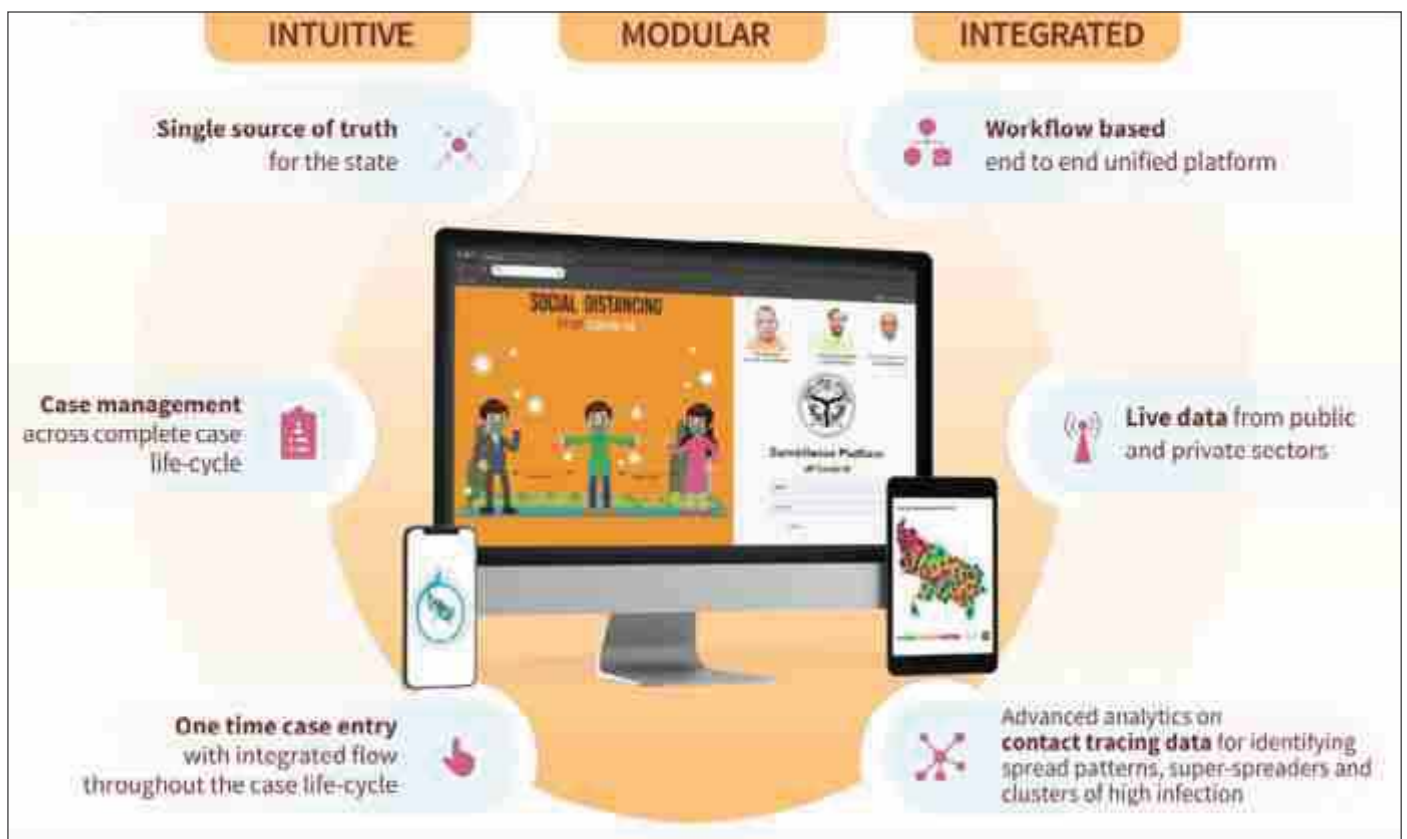 INTUITIVE
MODULAR
INTEGRATED
Single source of truth
for the state
Workflow based
end to end unified platform
SOCIAL DISTANCING
Case management
across complete case
life-cycle
Live data from public
and private sectors
Surveillance Platform
One time case entry
with integrated flow
throughout the case life-cycle
Advanced analytics on
contact tracing data for identifying
spread patterns, super-spreaders and
clusters of high infection